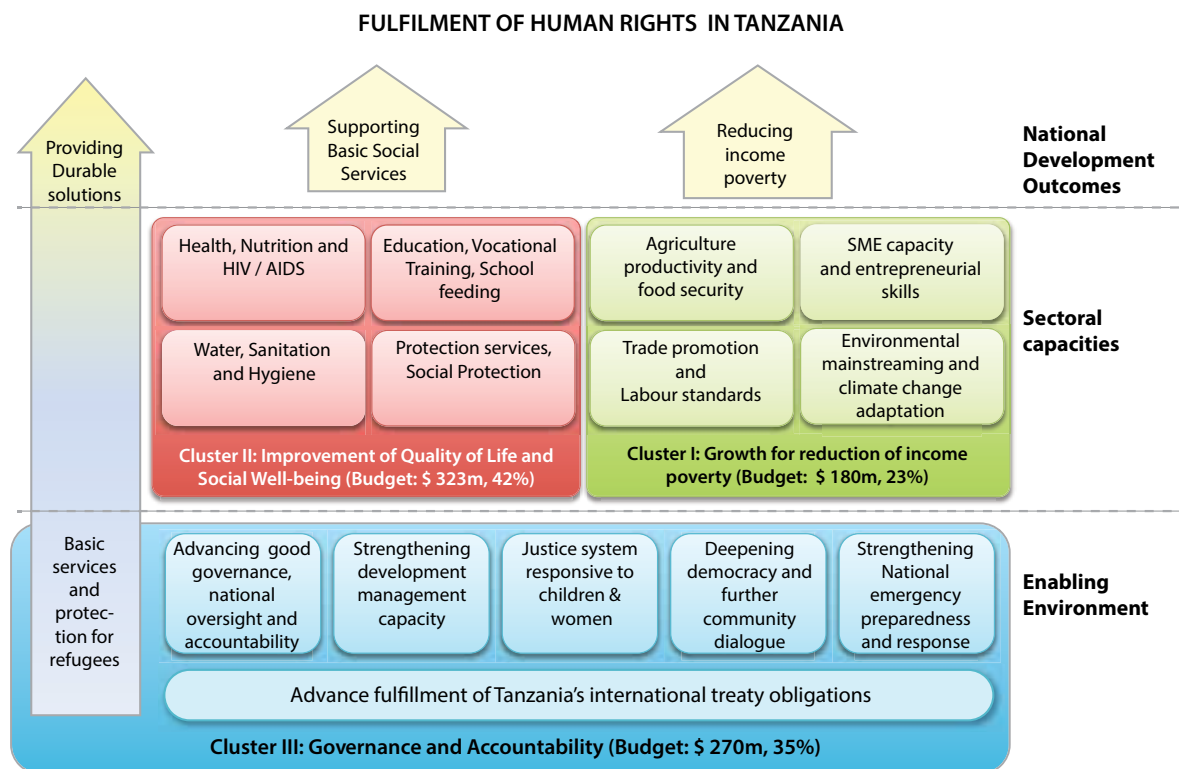 FULFILMENT OF HUMAN RIGHTS IN TANZANIA
Providing
Durable
solutions
Supporting
Basic Social
Services
Reducing
income
poverty
National
Development
Outcomes
Health, Nutrition and
HIV / AIDS
Education, Vocational
Training, School
feeding
Agriculture
productivity and
food security
SME capacity
and entrepreneurial
skills
Water, Sanitation
and Hygiene
Protection services,
Social Protection
Trade promotion
and
Labour standards
Environmental
mainstreaming and
climate change
adaptation
Sectoral
capacities
Cluster II: Improvement of Quality of Life and
Social Well-being (Budget: $ 323m, 42%)
Cluster I: Growth for reduction of income
poverty (Budget: $ 180m, 23%)
Basic
services
and
protec-
tion for
refugees
Advancing good
governance,
national
oversight and
accountability
Strengthening
development
management
capacity
Justice system
responsive to
children &
women
Deepening
democracy and
further
community
dialogue
Strengthening
National
emergency
preparedness
and response
Enabling
Environment
Advance fulfillment of Tanzania's international treaty obligations
Cluster III: Governance and Accountability (Budget: $ 270m, 35%)